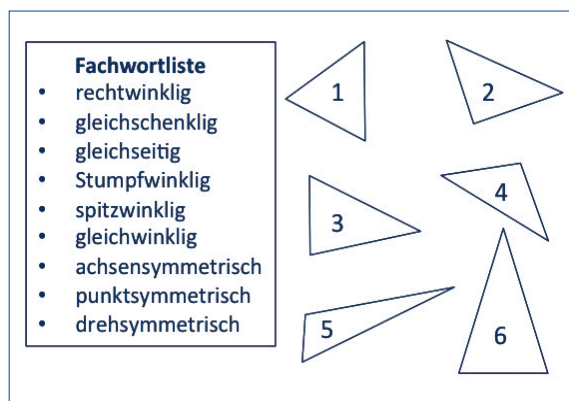 Fachwortliste
• rechtwinklig
• gleichschenklig
• gleichseitig
• Stumpfwinklig
• spitzwinklig
• gleichwinklig
• achsensymmetrisch
• punktsymmetrisch
• drehsymmetrisch
1
2
3
4
5
6